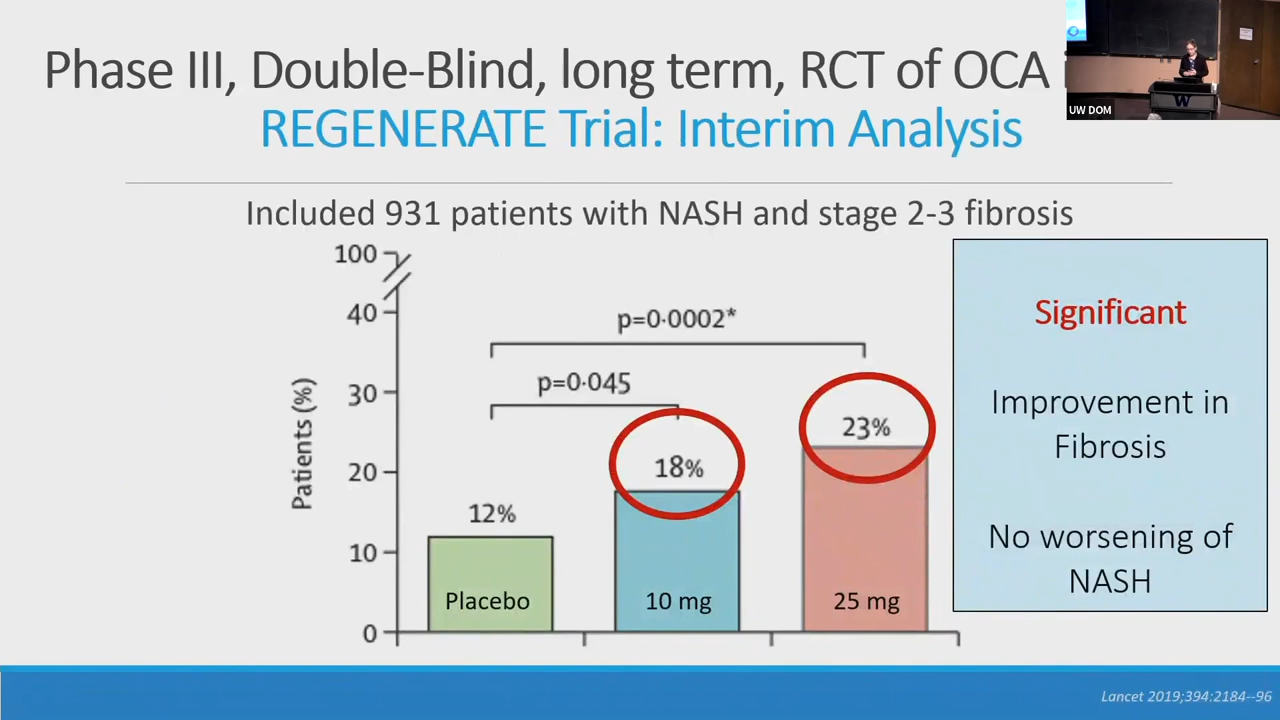 Phase III, Double-Blind, long term, RCT of OCA
REGENERATE Trial: Interim Analysis
UW DOM
W
Included 931 patients with NASH and stage 2-3 fibrosis
100
40
30
20
10
0
Patients (%)
p=0·0002*
p=0·045
12%
18%
23%
Placebo
10 mg
25 mg
Significant
Improvement in
Fibrosis
No worsening of
NASH
Lancet 2019;394:2184--96